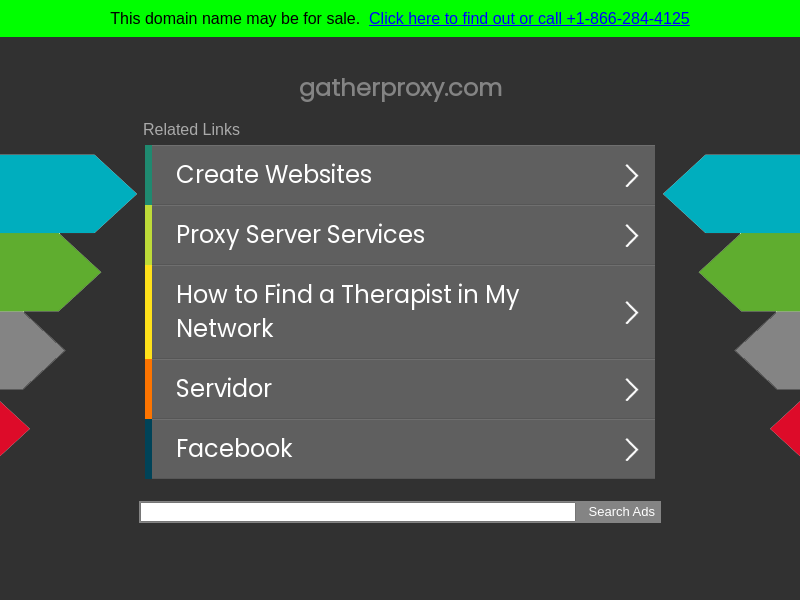 This domain name may be for sale. Click here to find out or call +1-866-284-4125
gatherproxy.com
Related Links
Create Websites
Proxy Server Services
How to Find a Therapist in My
Network
Servidor
Facebook
Search Ads